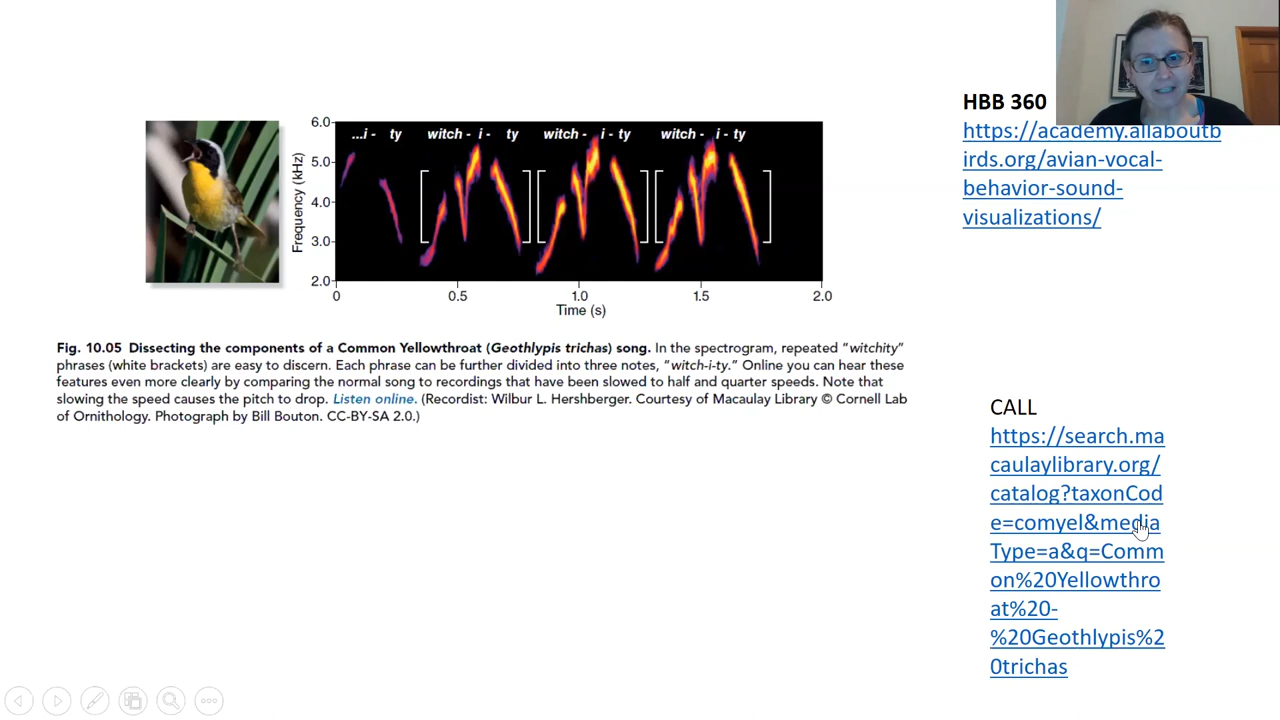 HBB 360
https://academy.allaboutb
irds.org/avian-vocal-
behavior-sound-
visualizations/
6.0
5.0
4.0
3.0
2.0
Frequency (kHz)
...i - ty witch - i - ty witch - i - ty witch - i - ty
0 0.5 1.0 1.5 2.0
Time (s)
Fig. 10.05 Dissecting the components of a Common Yellowthroat (Geothlypis trichas) song. In the spectrogram, repeated “witchity”
phrases (white brackets) are easy to discern. Each phrase can be further divided into three notes, “witch-i-ty.” Online you can hear these
features even more clearly by comparing the normal song to recordings that have been slowed to half and quarter speeds. Note that
slowing the speed causes the pitch to drop. Listen online. (Recordist: Wilbur L. Hershberger. Courtesy of Macaulay Library © Cornell Lab
of Ornithology. Photograph by Bill Bouton. CC-BY-SA 2.0.)
CALL
https://search.ma
caulaylibrary.org/
catalog?taxonCod
e=comyel&media
Type=a&q=Comm
on%20Yellowthro
at%20-
%20Geothlypis%2
0trichas